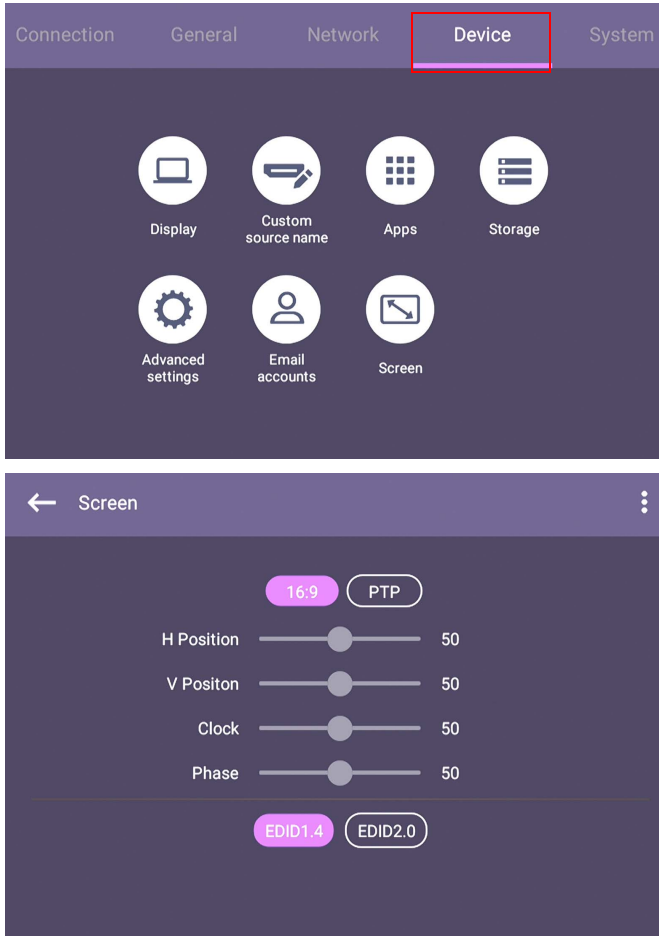 Connection General Network Device System
Display
Custom
source name
Apps
Storage
Advanced
settings
Email
accounts
Screen
Screen
16:9 PTP
H Position 50
V Positon 50
Clock 50
Phase 50
EDID1.4 EDID2.0